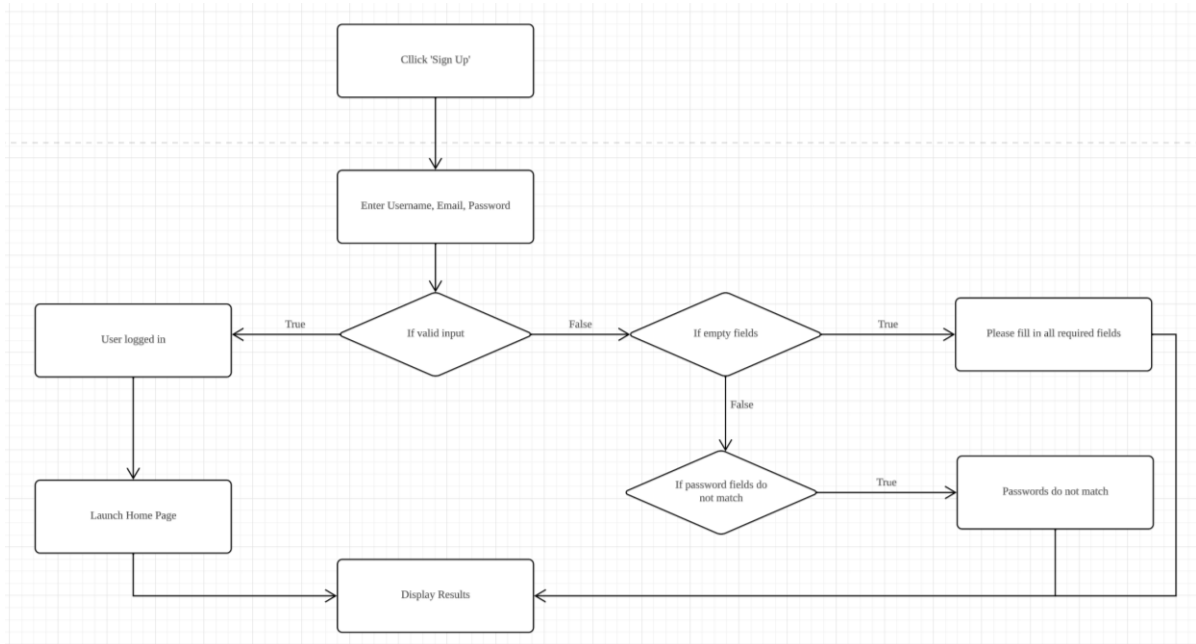 Cllick 'Sign Up'
Enter Username, Email, Password
User logged in
True
If valid input
False
If empty fields
True
Please fill in all required fields
False
If password fields do
not match
True
Passwords do not match
Launch Home Page
Display Results